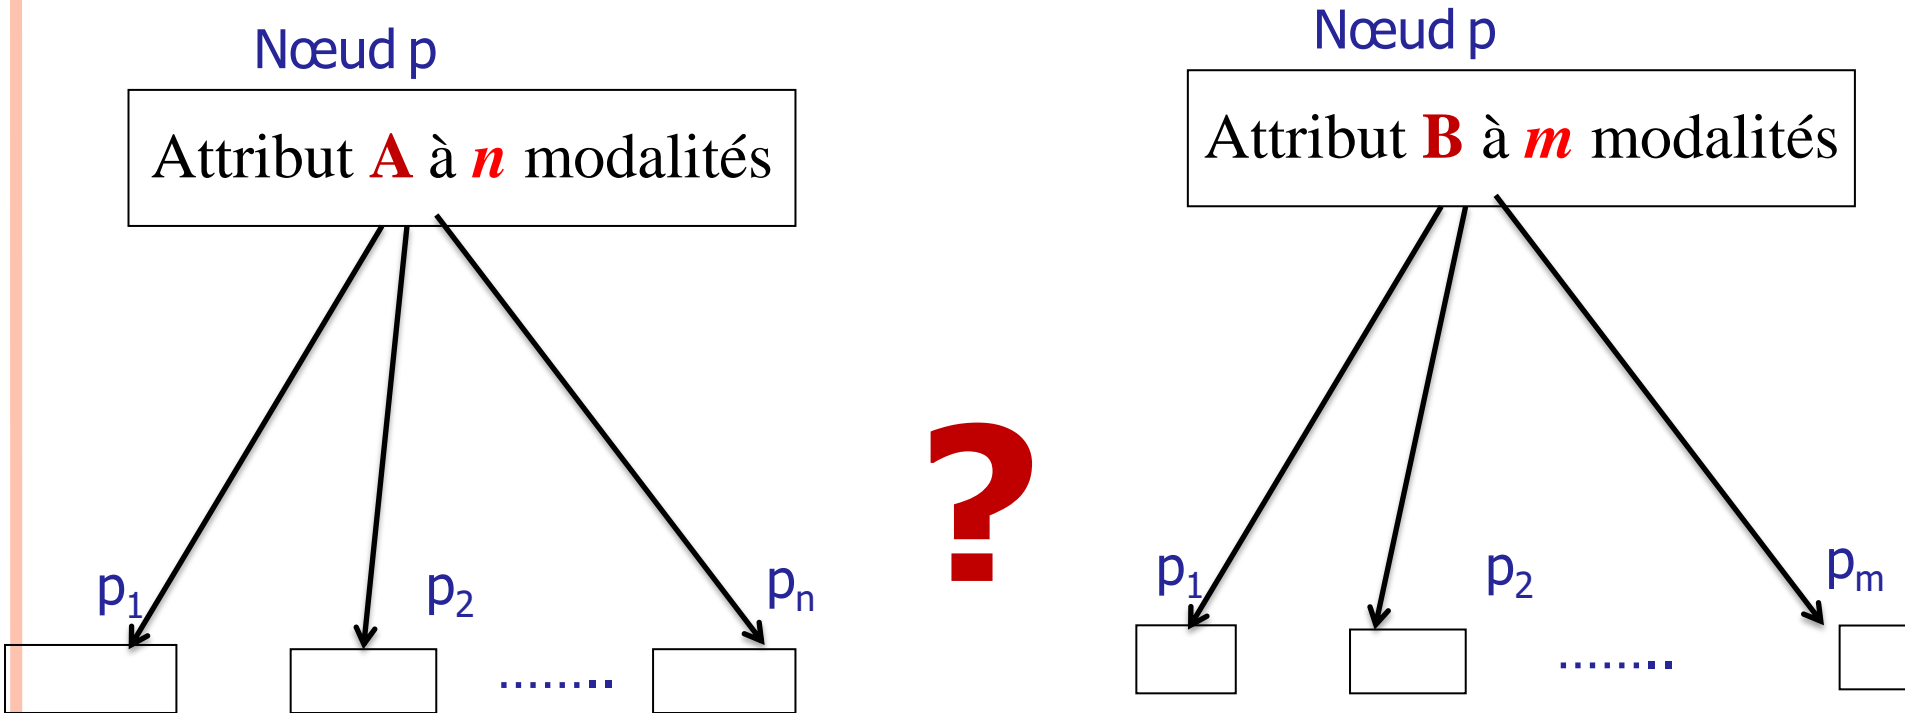 Nœud p
Attribut A à n modalités
p1 p2 pn
........
?
Nœud p
Attribut B à m modalités
p1 p2 pm
........